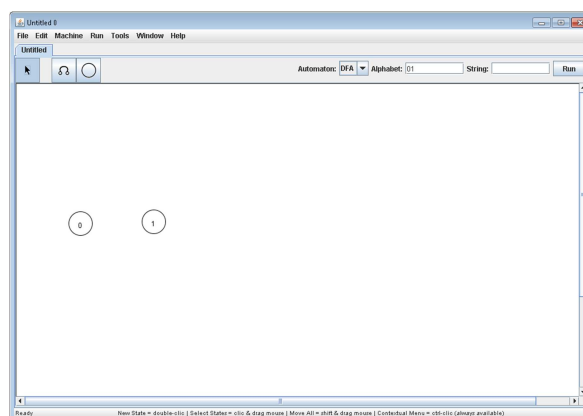 Untitled 0
File Edit Machine Run Tools Window Help
Untitled
Automaton: DFA Alphabet: 01 String: Run
0 1
Ready New State = double-clic | Select States = clic & drag mouse | Move All = shift & drag mouse | Contextual Menu = ctrl-clic (always available)